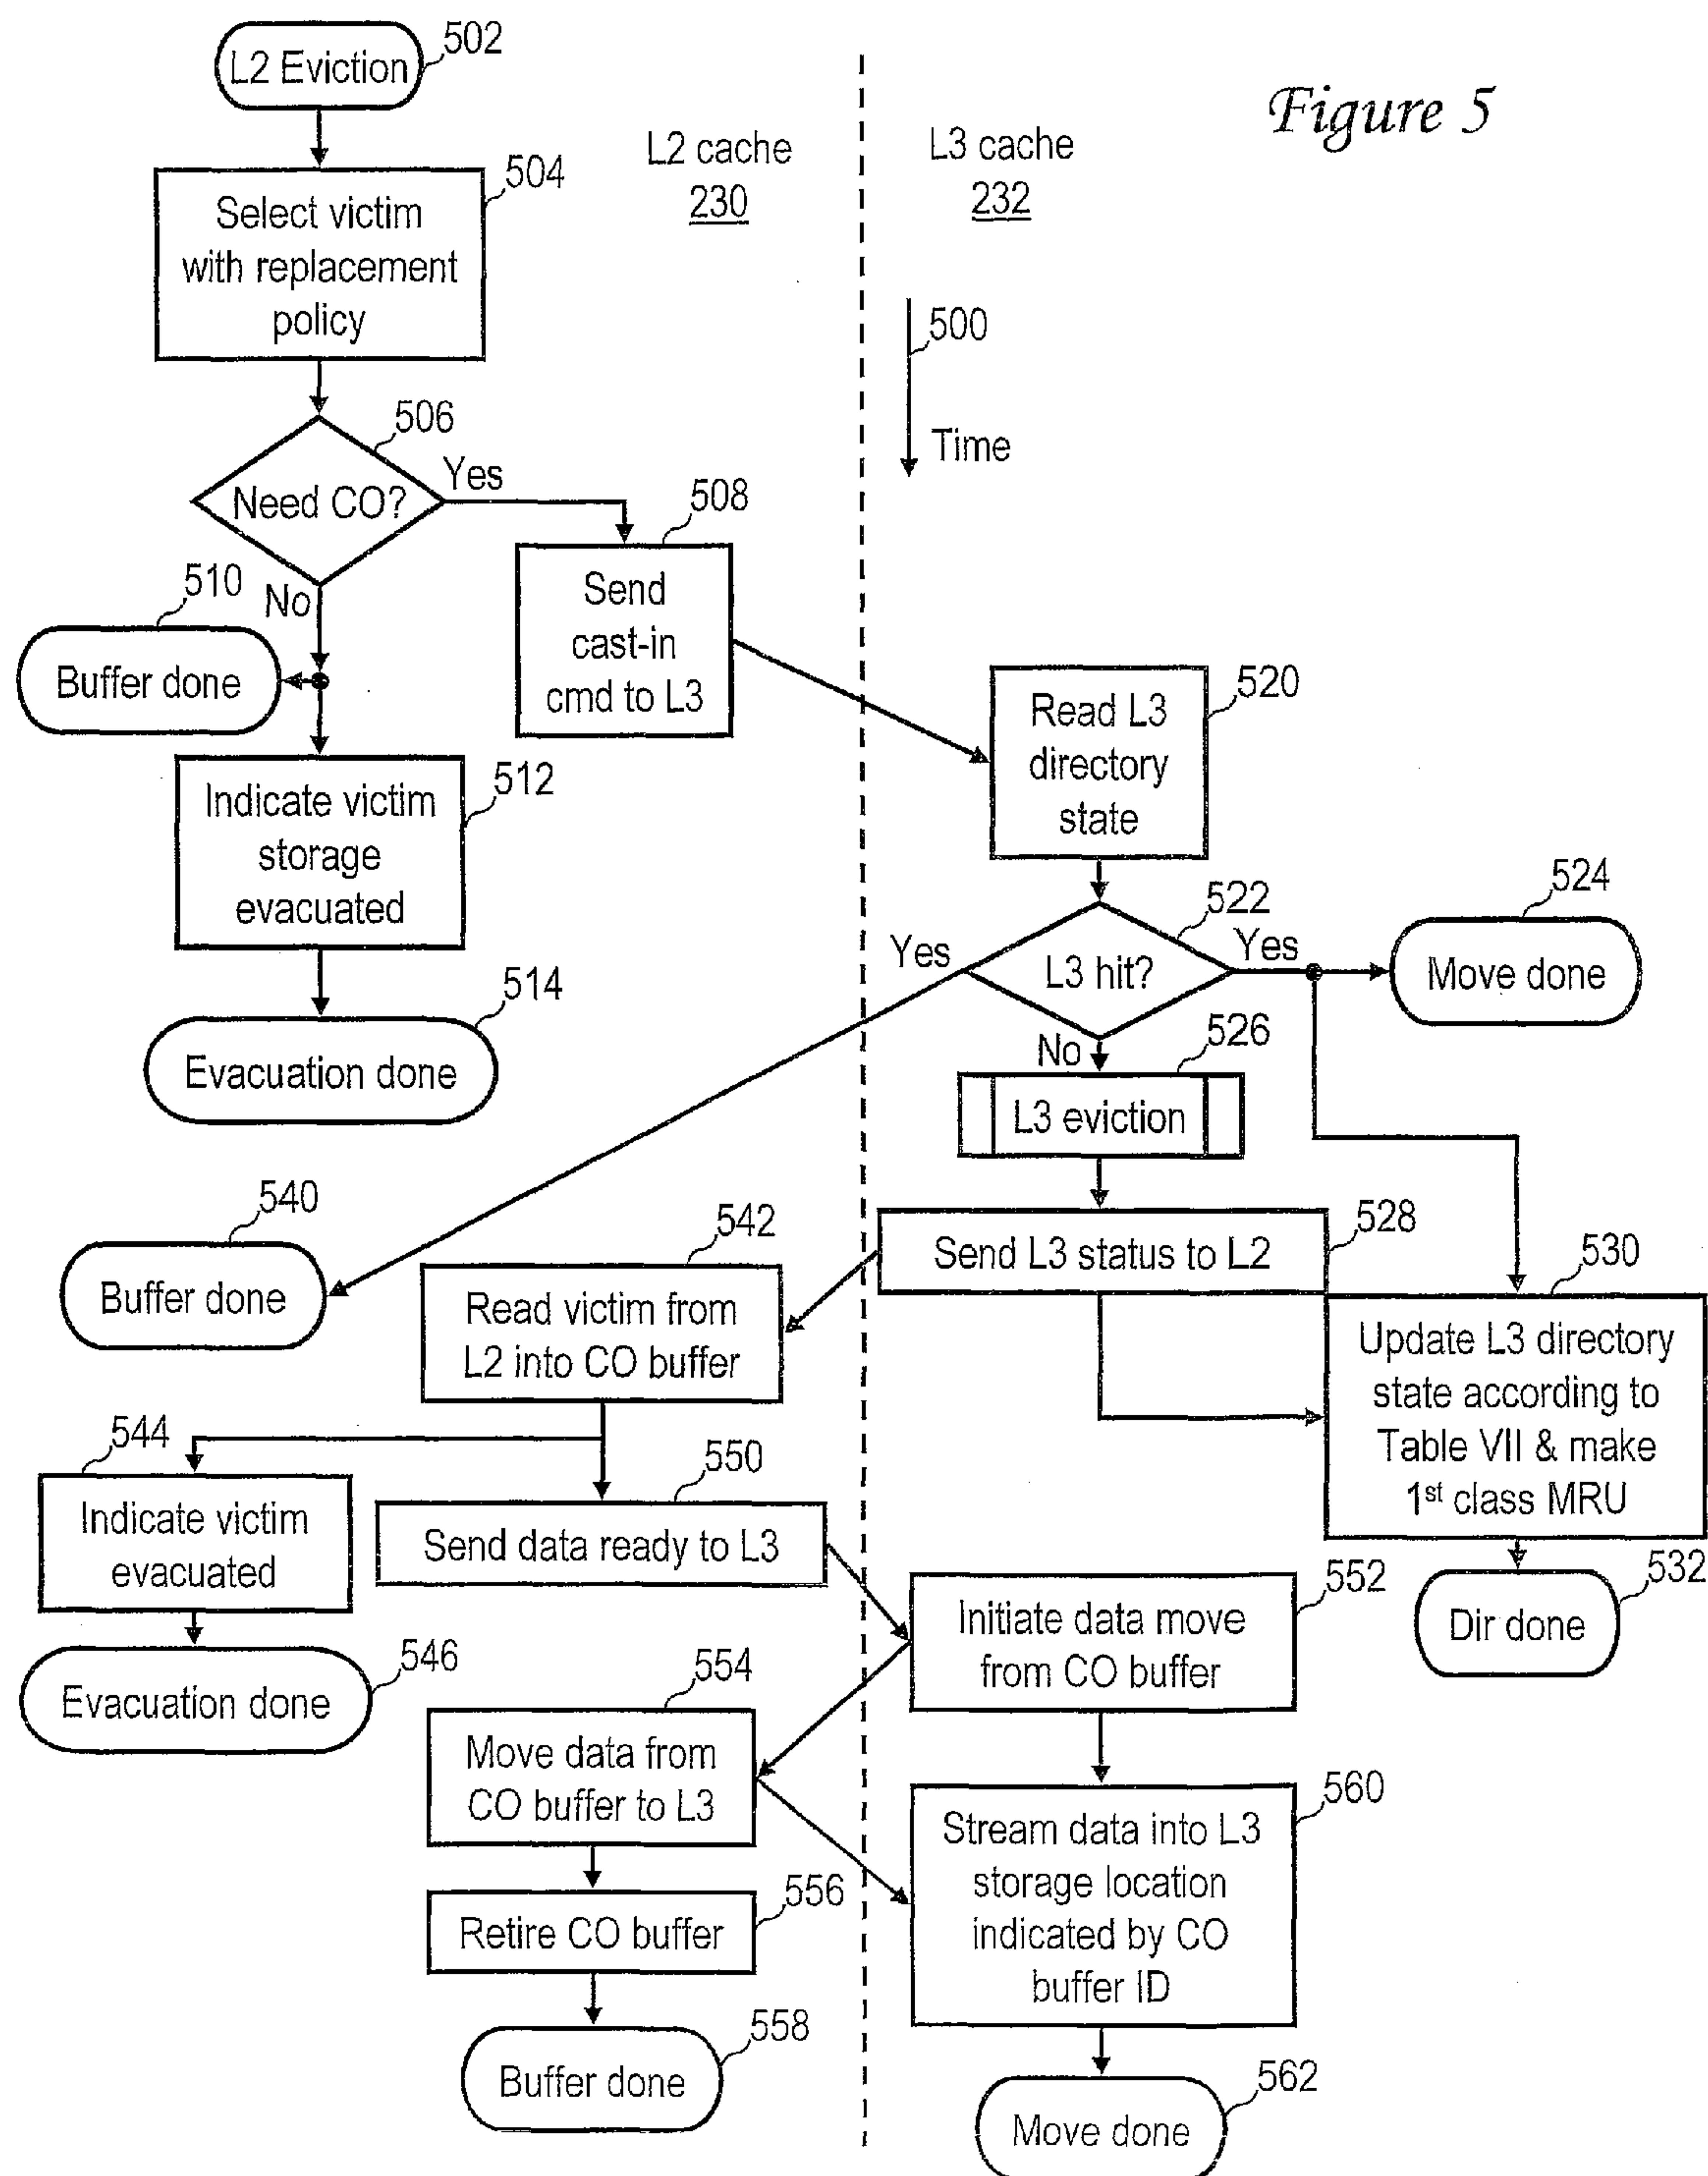 Figure 5
L2 Eviction
502
L2 cache
230
L3 cache
232
504
Select victim
with replacement
policy
500
Time
506
Need CO?
Yes
No
508
Send
cast-in
cmd to L3
510
Buffer done
512
Indicate victim
storage
evacuated
514
Evacuation done
520
Read L3
directory
state
522
L3 hit?
Yes
Yes
No
524
Move done
526
L3 eviction
528
Send L3 status to L2
530
Update L3 directory
state according to
Table VII & make
1st class MRU
532
Dir done
540
Buffer done
542
Read victim from
L2 into CO buffer
544
Indicate victim
evacuated
546
Evacuation done
550
Send data ready to L3
552
Initiate data move
from CO buffer
554
Move data from
CO buffer to L3
556
Retire CO buffer
558
Buffer done
560
Stream data into L3
storage location
indicated by CO
buffer ID
562
Move done